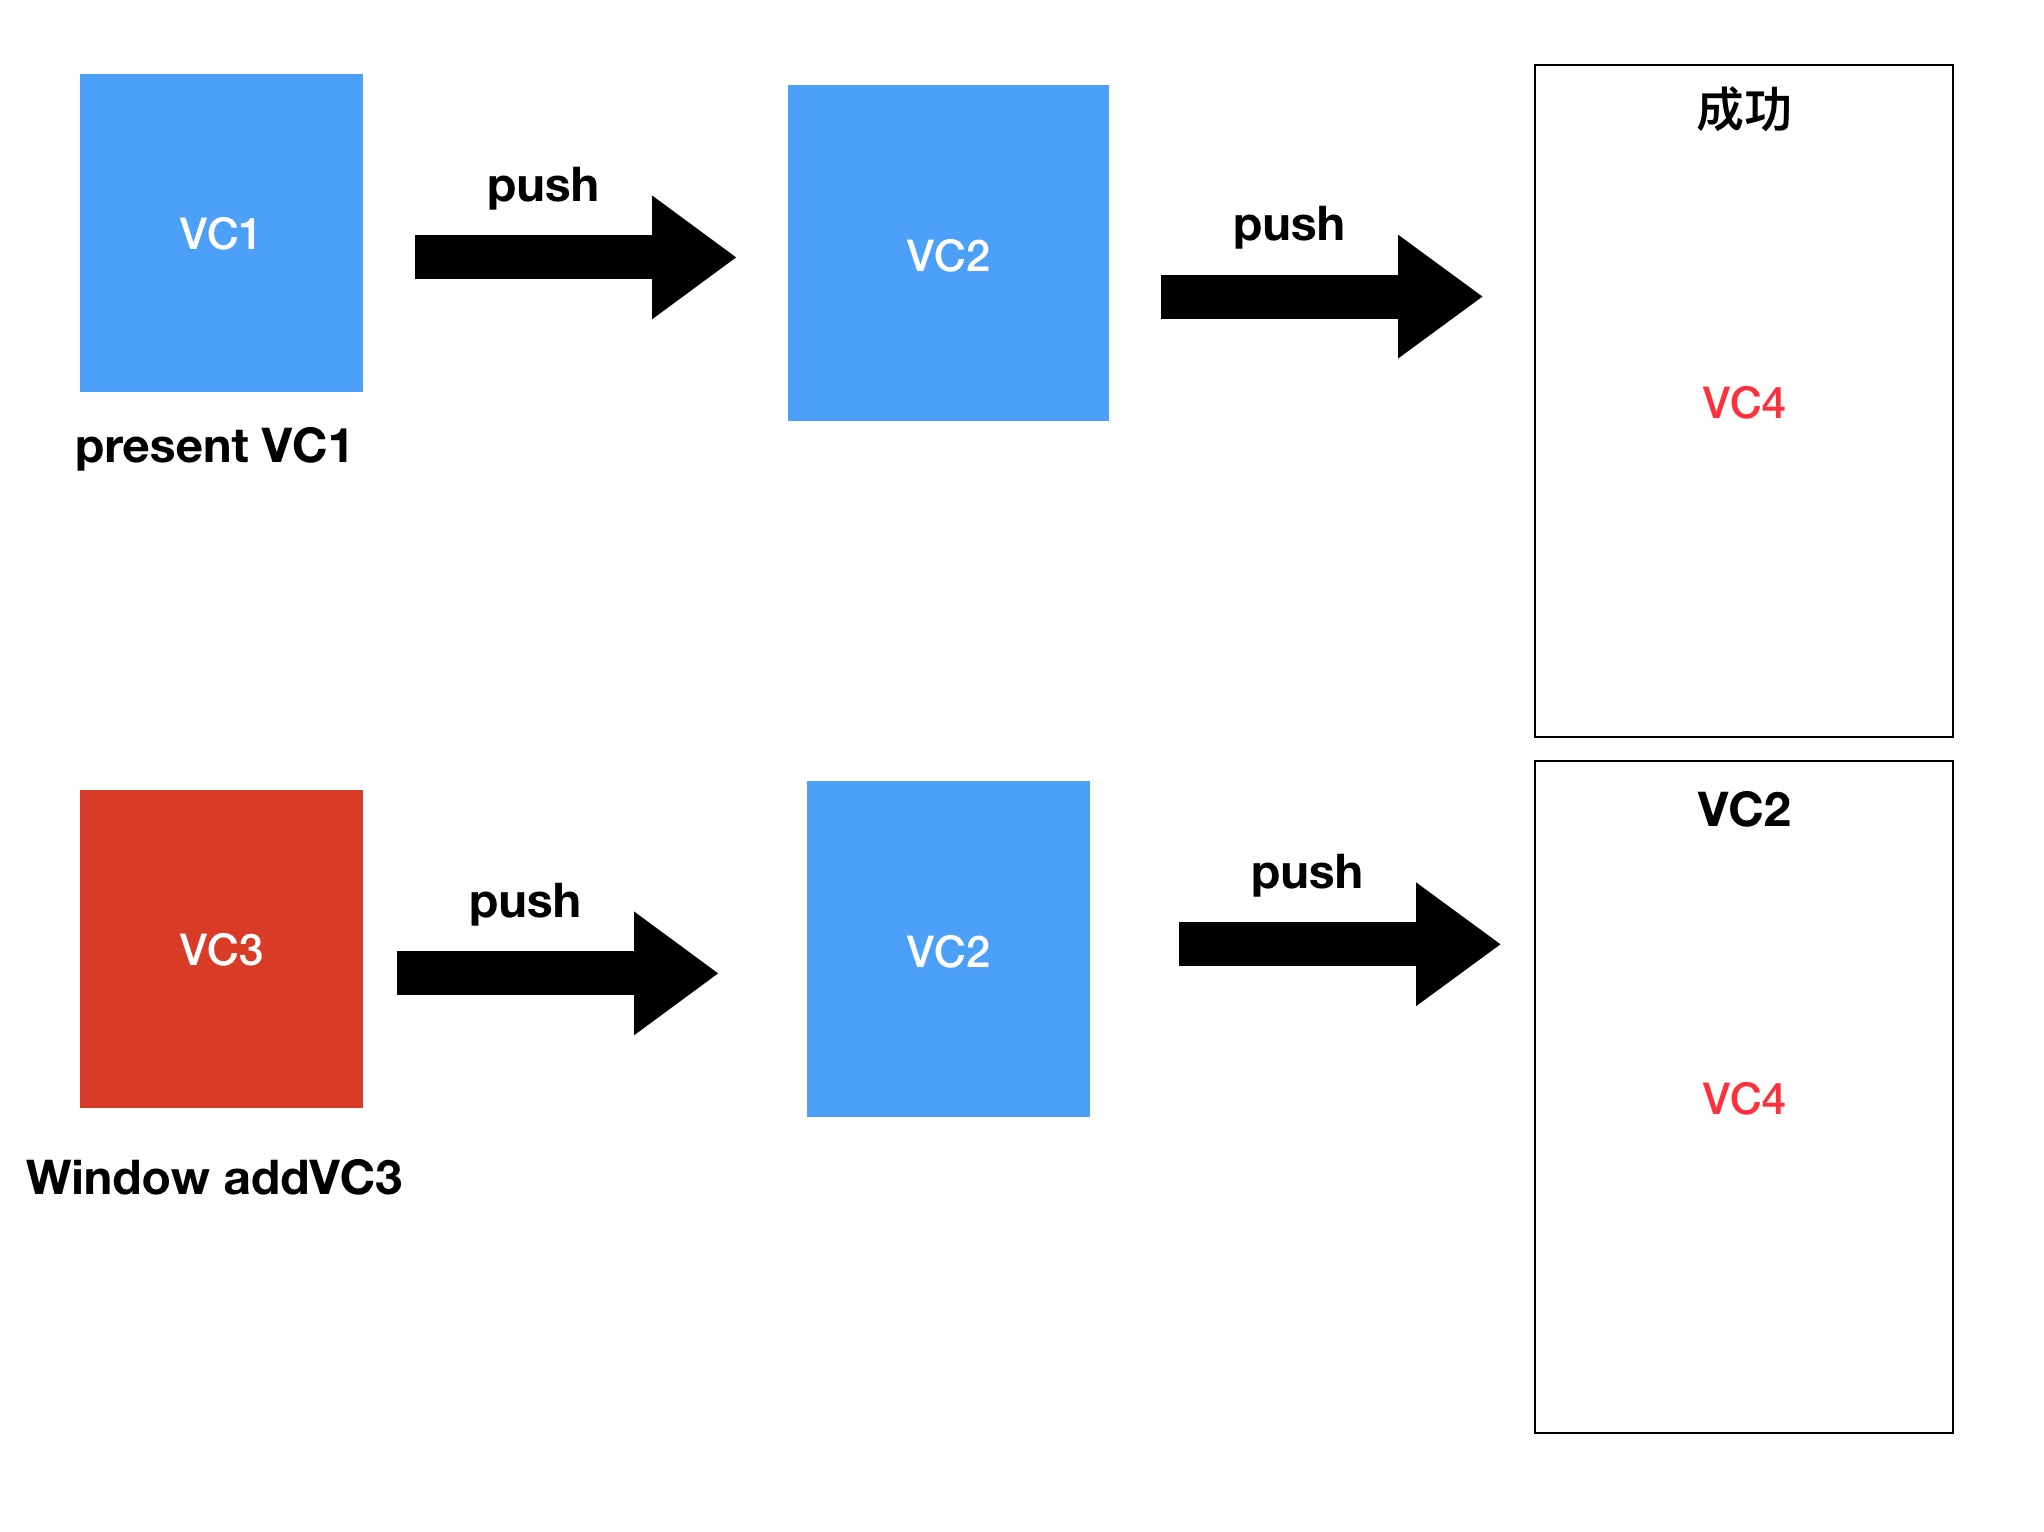 VC1
push
VC2
push
成功
VC4
present VC1
VC3
push
VC2
push
VC2
VC4
Window addVC3